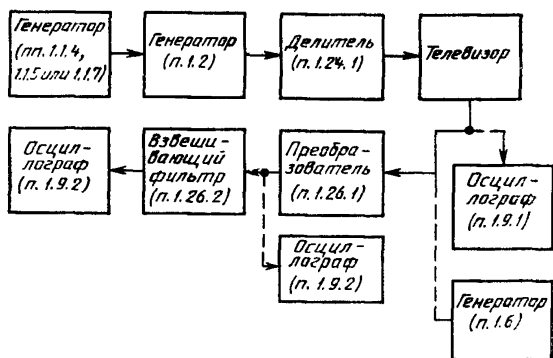 Генератор
(пп. 1.1.4,
1.1.5 или 1.1.7)
Генератор
(п.1.2)
Делитель
(п.1.24.1)
Телевизор
Осцил-
лограф
(п.1.9.2)
Взвеши-
вающий
фильтр
(п.1.26.2)
Преобра-
зователь
(п.1.26.1)
Осцил-
лограф
(п.1.9.1)
Осцил-
лограф
(п.1.9.2)
Генератор
(п.1.6)